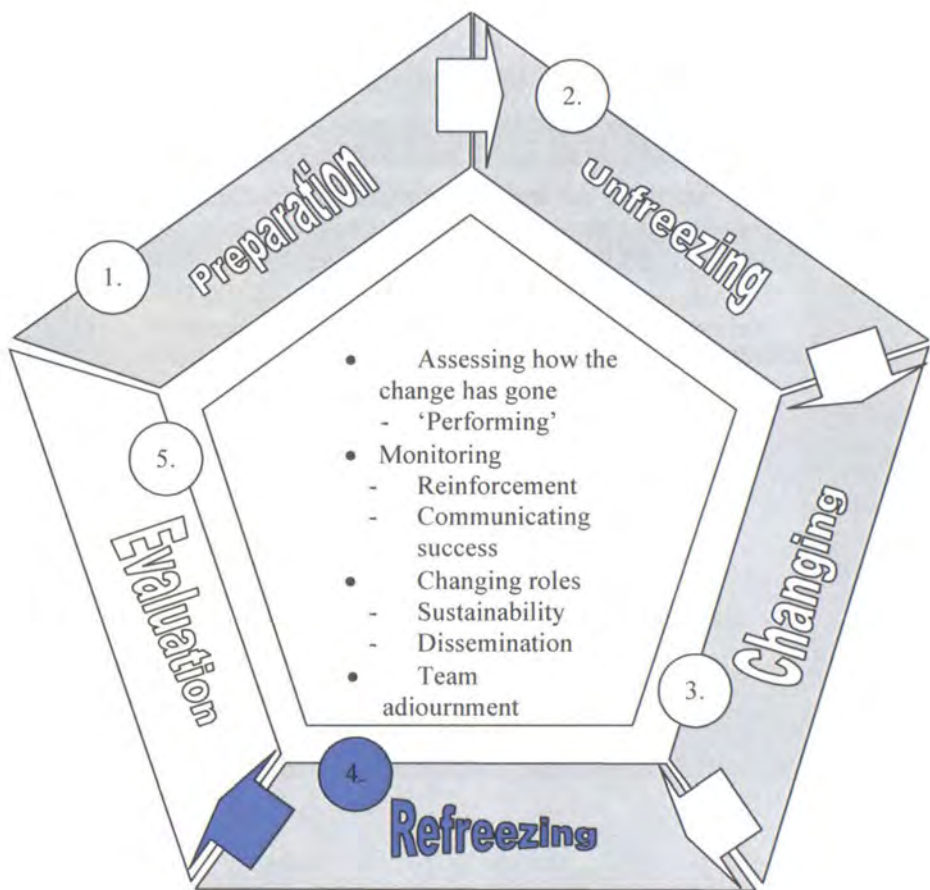 1.
Preparation
2.
Unfreezing
3.
Changing
4.
Refreezing
5.
Evaluation
• Assessing how the
change has gone
- ‘Performing’
• Monitoring
- Reinforcement
- Communicating
success
• Changing roles
- Sustainability
- Dissemination
• Team
adiournment